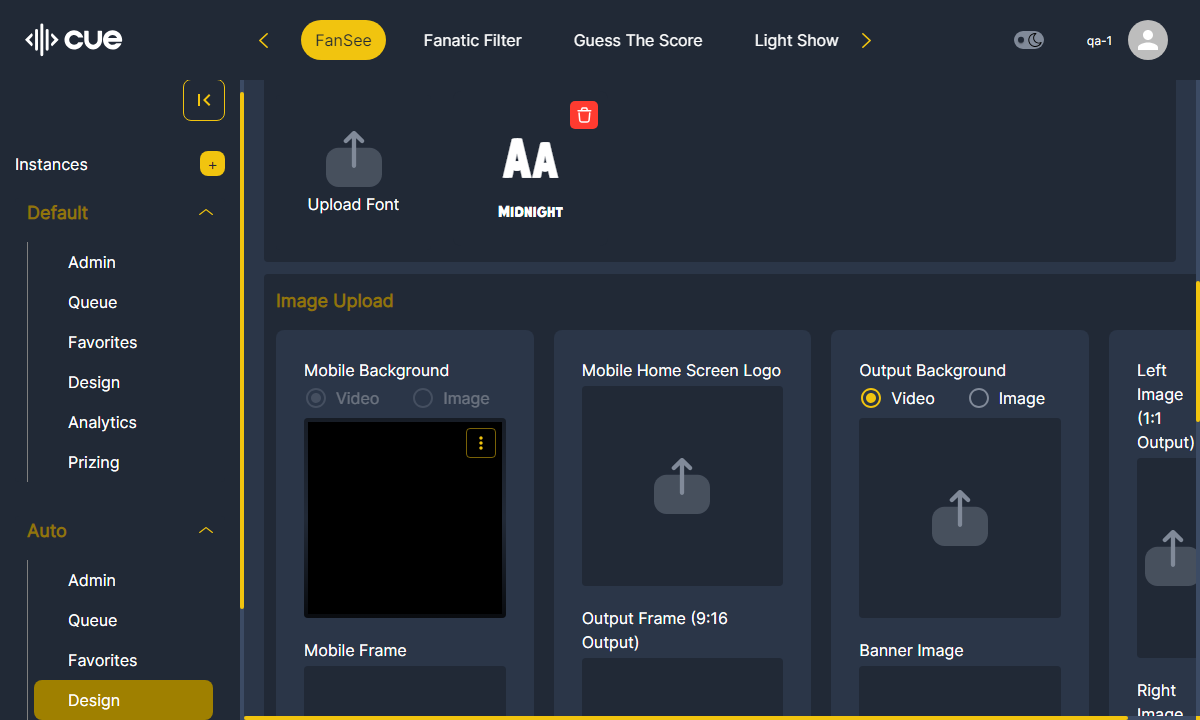 cue
FanSee
Fanatic Filter
Guess The Score
Light Show
qa-1
Instances
+
Default
Admin
Queue
Favorites
Design
Analytics
Prizing
Auto
Admin
Queue
Favorites
Design
Upload Font
AA
MIDNIGHT
Image Upload
Mobile Background
Video
Image
Mobile Frame
Mobile Home Screen Logo
Output Frame (9:16
Output)
Output Background
Video
Image
Banner Image
Left
Image
(1:1
Output)
Right
Image